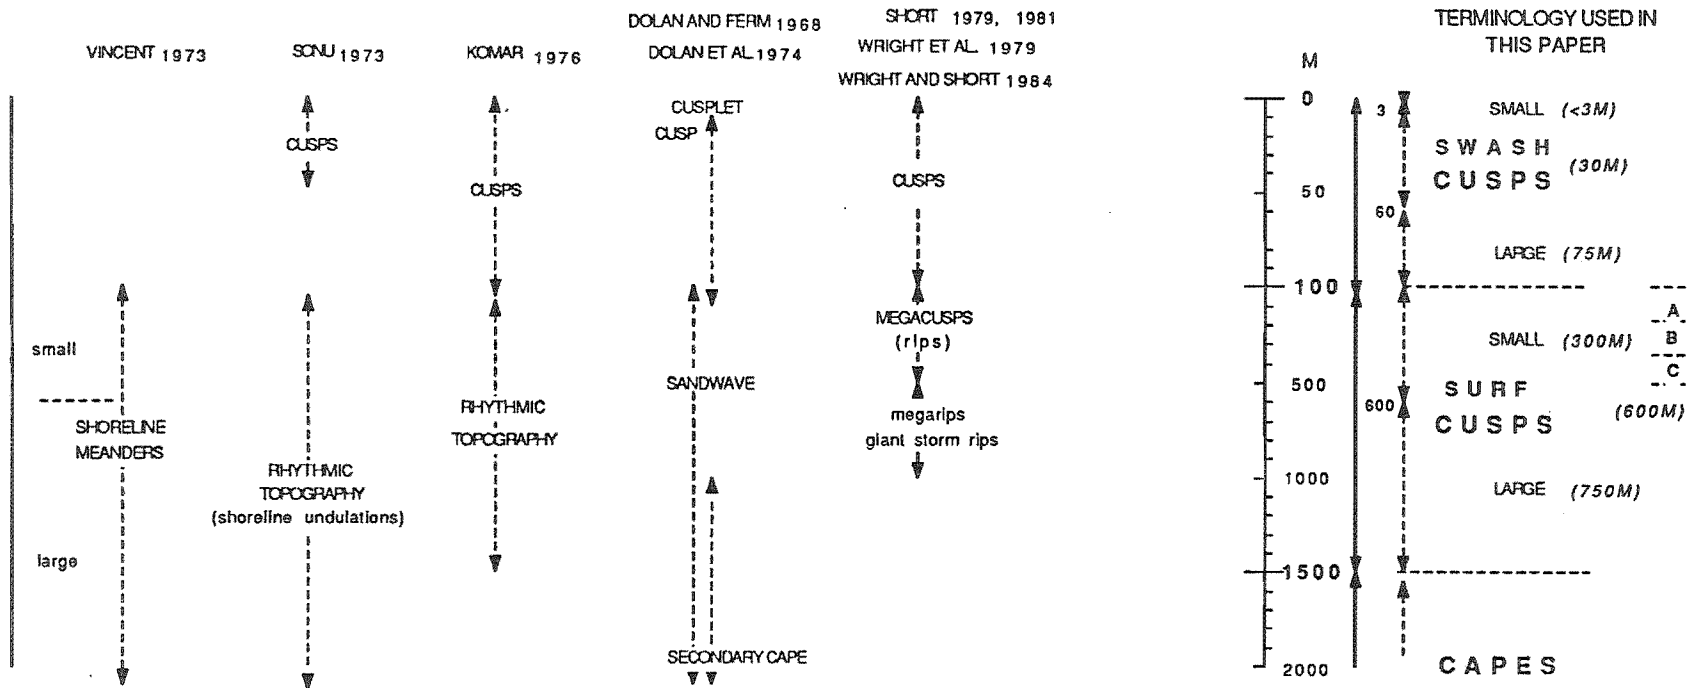 VINCENT 1973
SONU 1973
KOMAR 1976
DOLAN AND FERM 1968
DOLAN ET AL. 1974
SHORT 1979, 1981
WRIGHT ET AL. 1979
WRIGHT AND SHORT 1984
M
TERMINOLOGY USED IN
THIS PAPER
small
large
SHORELINE
MEANDERS
CUSPS
RHYTHMIC
TOPOGRAPHY
(shoreline undulations)
CUSPS
RHYTHMIC
TOPOGRAPHY
CUSPLET
CUSP
SANDWAVE
SECONDARY CAPE
CUSPS
MEGACUSPS
(rips)
megarips
giant storm rips
0
50
100
500
1000
1500
2000
3
60
600
SMALL (<3M)
SWASH
CUSPS
(30M)
LARGE (75M)
SMALL (300M)
A
B
C
SURF
CUSPS
(600M)
LARGE (750M)
CAPES